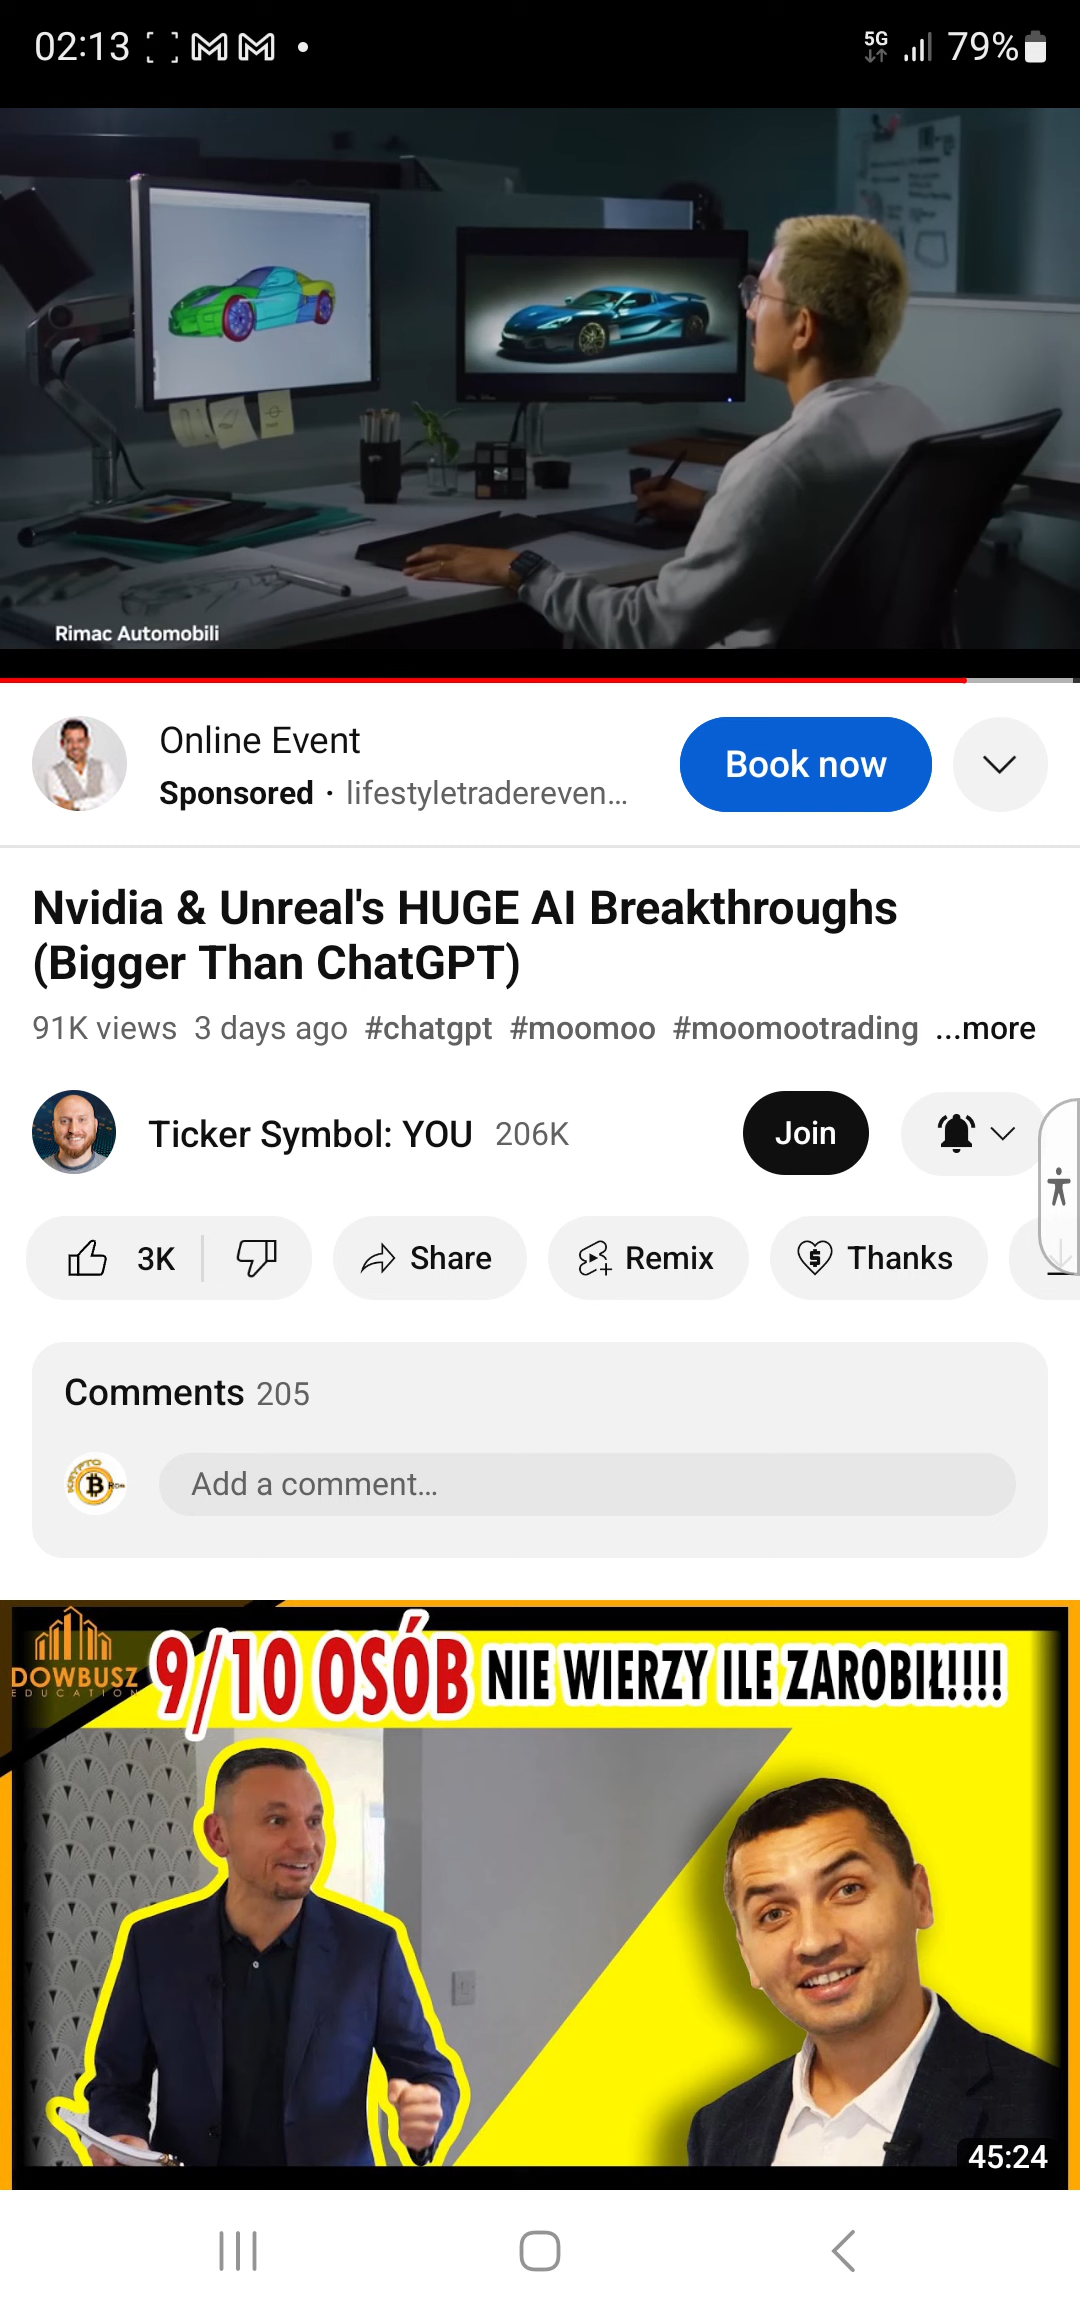 02:13
5G
79%
Rimac Automobili
Online Event
Sponsored · lifestyletradereven...
Book now
Nvidia & Unreal's HUGE AI Breakthroughs
(Bigger Than ChatGPT)
91K views 3 days ago #chatgpt #moomoo #moomootrading ...more
Ticker Symbol: YOU 206K
Join
3K
Share
Remix
Thanks
Comments 205
KRYPTO
Add a comment...
DOWBUSZ
EDUCATION
9/10 OSÓB NIE WIERZY ILE ZAROBIŁ!!!!
45:24